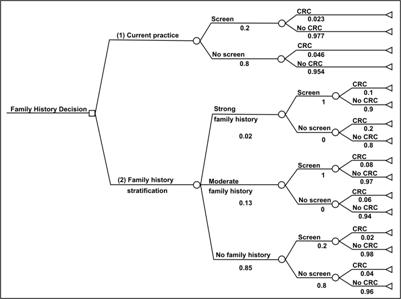 CRC
Screen
0.023
0.2
No CRC
0.977
(1) Current practice
CRC
No screen
0.046
0.8
No CRC
0.954
Family History Decision
CRC
Screen
0.1
1
No CRC
0.9
Strong
family history
CRC
0.02
No screen
0.2
0
No CRC
0.8
CRC
Screen
0.08
1
No CRC
0.97
(2) Family history
stratification
Moderate
family history
CRC
0.13
No screen
0.06
0
No CRC
0.94
CRC
Screen
0.02
0.2
No CRC
0.98
No family history
0.85
CRC
No screen
0.04
0.8
No CRC
0.96